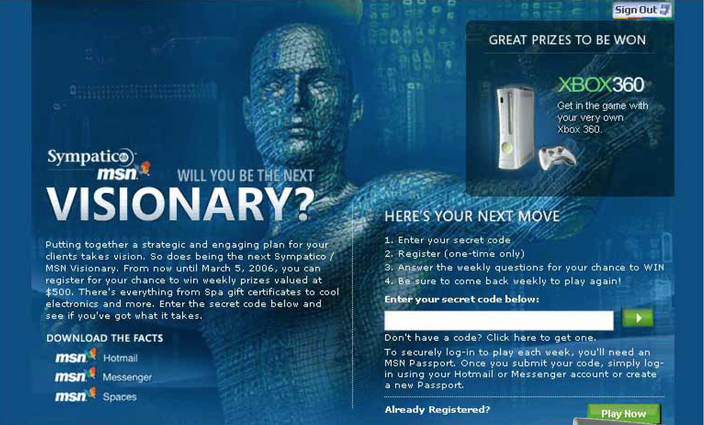 Sign Out
GREAT PRIZES TO BE WON
XBOX360
Get in the game with
your very own
Xbox 360.
Sympatico
msn
WILL YOU BE THE NEXT
VISIONARY?
Putting together a strategic and engaging plan for your
clients takes vision. So does being the next Sympatico /
MSN Visionary. From now until March 5, 2006, you can
register for your chance to win weekly prizes valued at
$500. There's everything from Spa gift certificates to cool
electronics and more. Enter the secret code below and
see if you've got what it takes.
DOWNLOAD THE FACTS
msn Hotmail
msn Messenger
msn Spaces
HERE'S YOUR NEXT MOVE
1. Enter your secret code
2. Register (one-time only)
3. Answer the weekly questions for your chance to WIN
4. Be sure to come back weekly to play again!
Enter your secret code below:
Don't have a code? Click here to get one.
To securely log-in to play each week, you'll need an
MSN Passport. Once you submit your code, simply log-
in using your Hotmail or Messenger account or create
a new Passport.
Already Registered?
Play Now